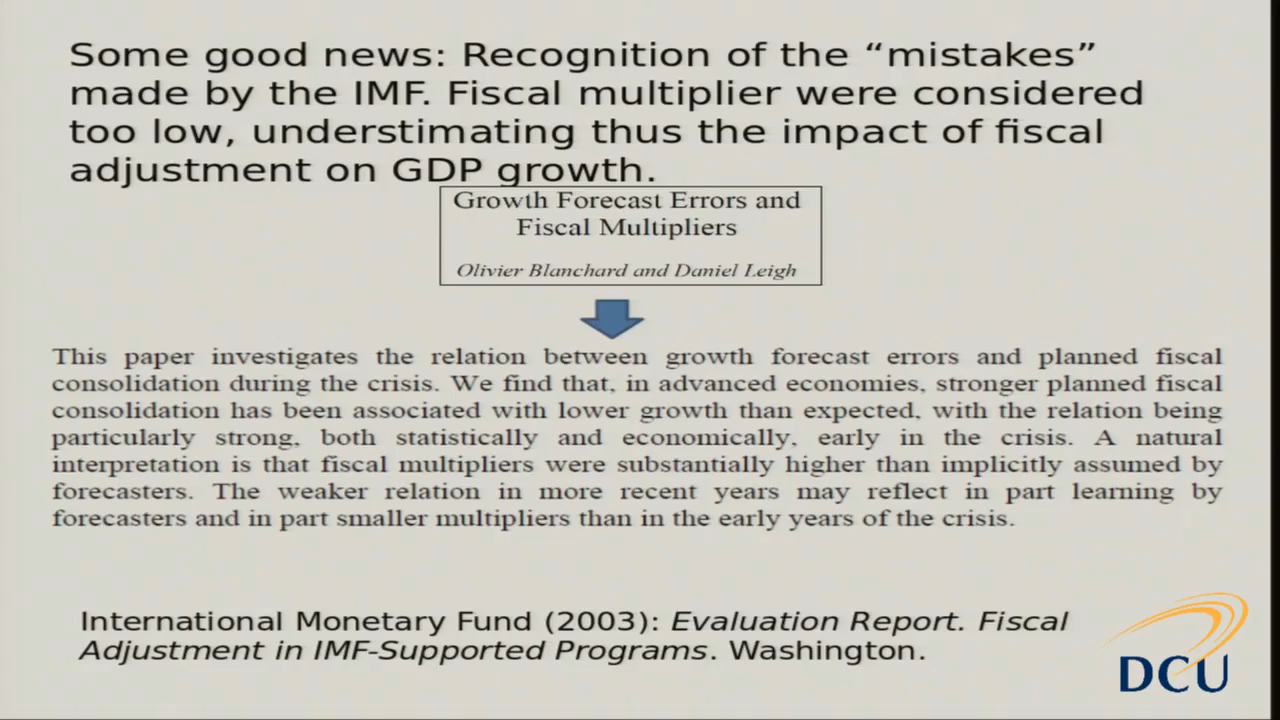 Some good news: Recognition of the “mistakes”
made by the IMF. Fiscal multiplier were considered
too low, understimating thus the impact of fiscal
adjustment on GDP growth.
Growth Forecast Errors and
Fiscal Multipliers
Olivier Blanchard and Daniel Leigh
This paper investigates the relation between growth forecast errors and planned fiscal
consolidation during the crisis. We find that, in advanced economies, stronger planned fiscal
consolidation has been associated with lower growth than expected, with the relation being
particularly strong, both statistically and economically, early in the crisis. A natural
interpretation is that fiscal multipliers were substantially higher than implicitly assumed by
forecasters. The weaker relation in more recent years may reflect in part learning by
forecasters and in part smaller multipliers than in the early years of the crisis.
International Monetary Fund (2003): Evaluation Report. Fiscal
Adjustment in IMF-Supported Programs. Washington.
DCU